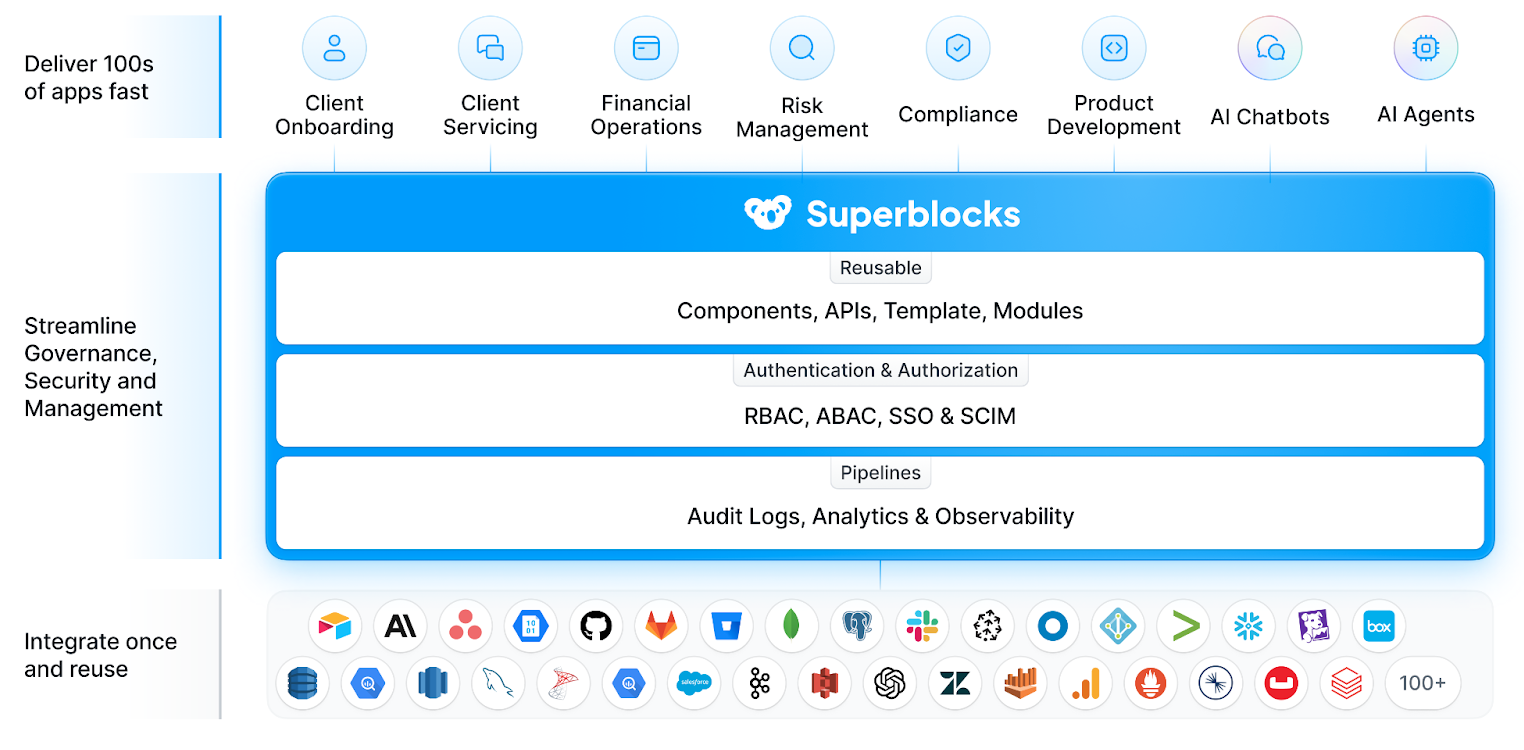 Deliver 100s
of apps fast
Client
Onboarding
Client
Servicing
Financial
Operations
Risk
Management
Compliance
Product
Development
AI Chatbots
AI Agents
Streamline
Governance,
Security and
Management
Superblocks
Reusable
Components, APIs, Template, Modules
Authentication & Authorization
RBAC, ABAC, SSO & SCIM
Pipelines
Audit Logs, Analytics & Observability
Integrate once
and reuse
10
01
box
salesforce
100+